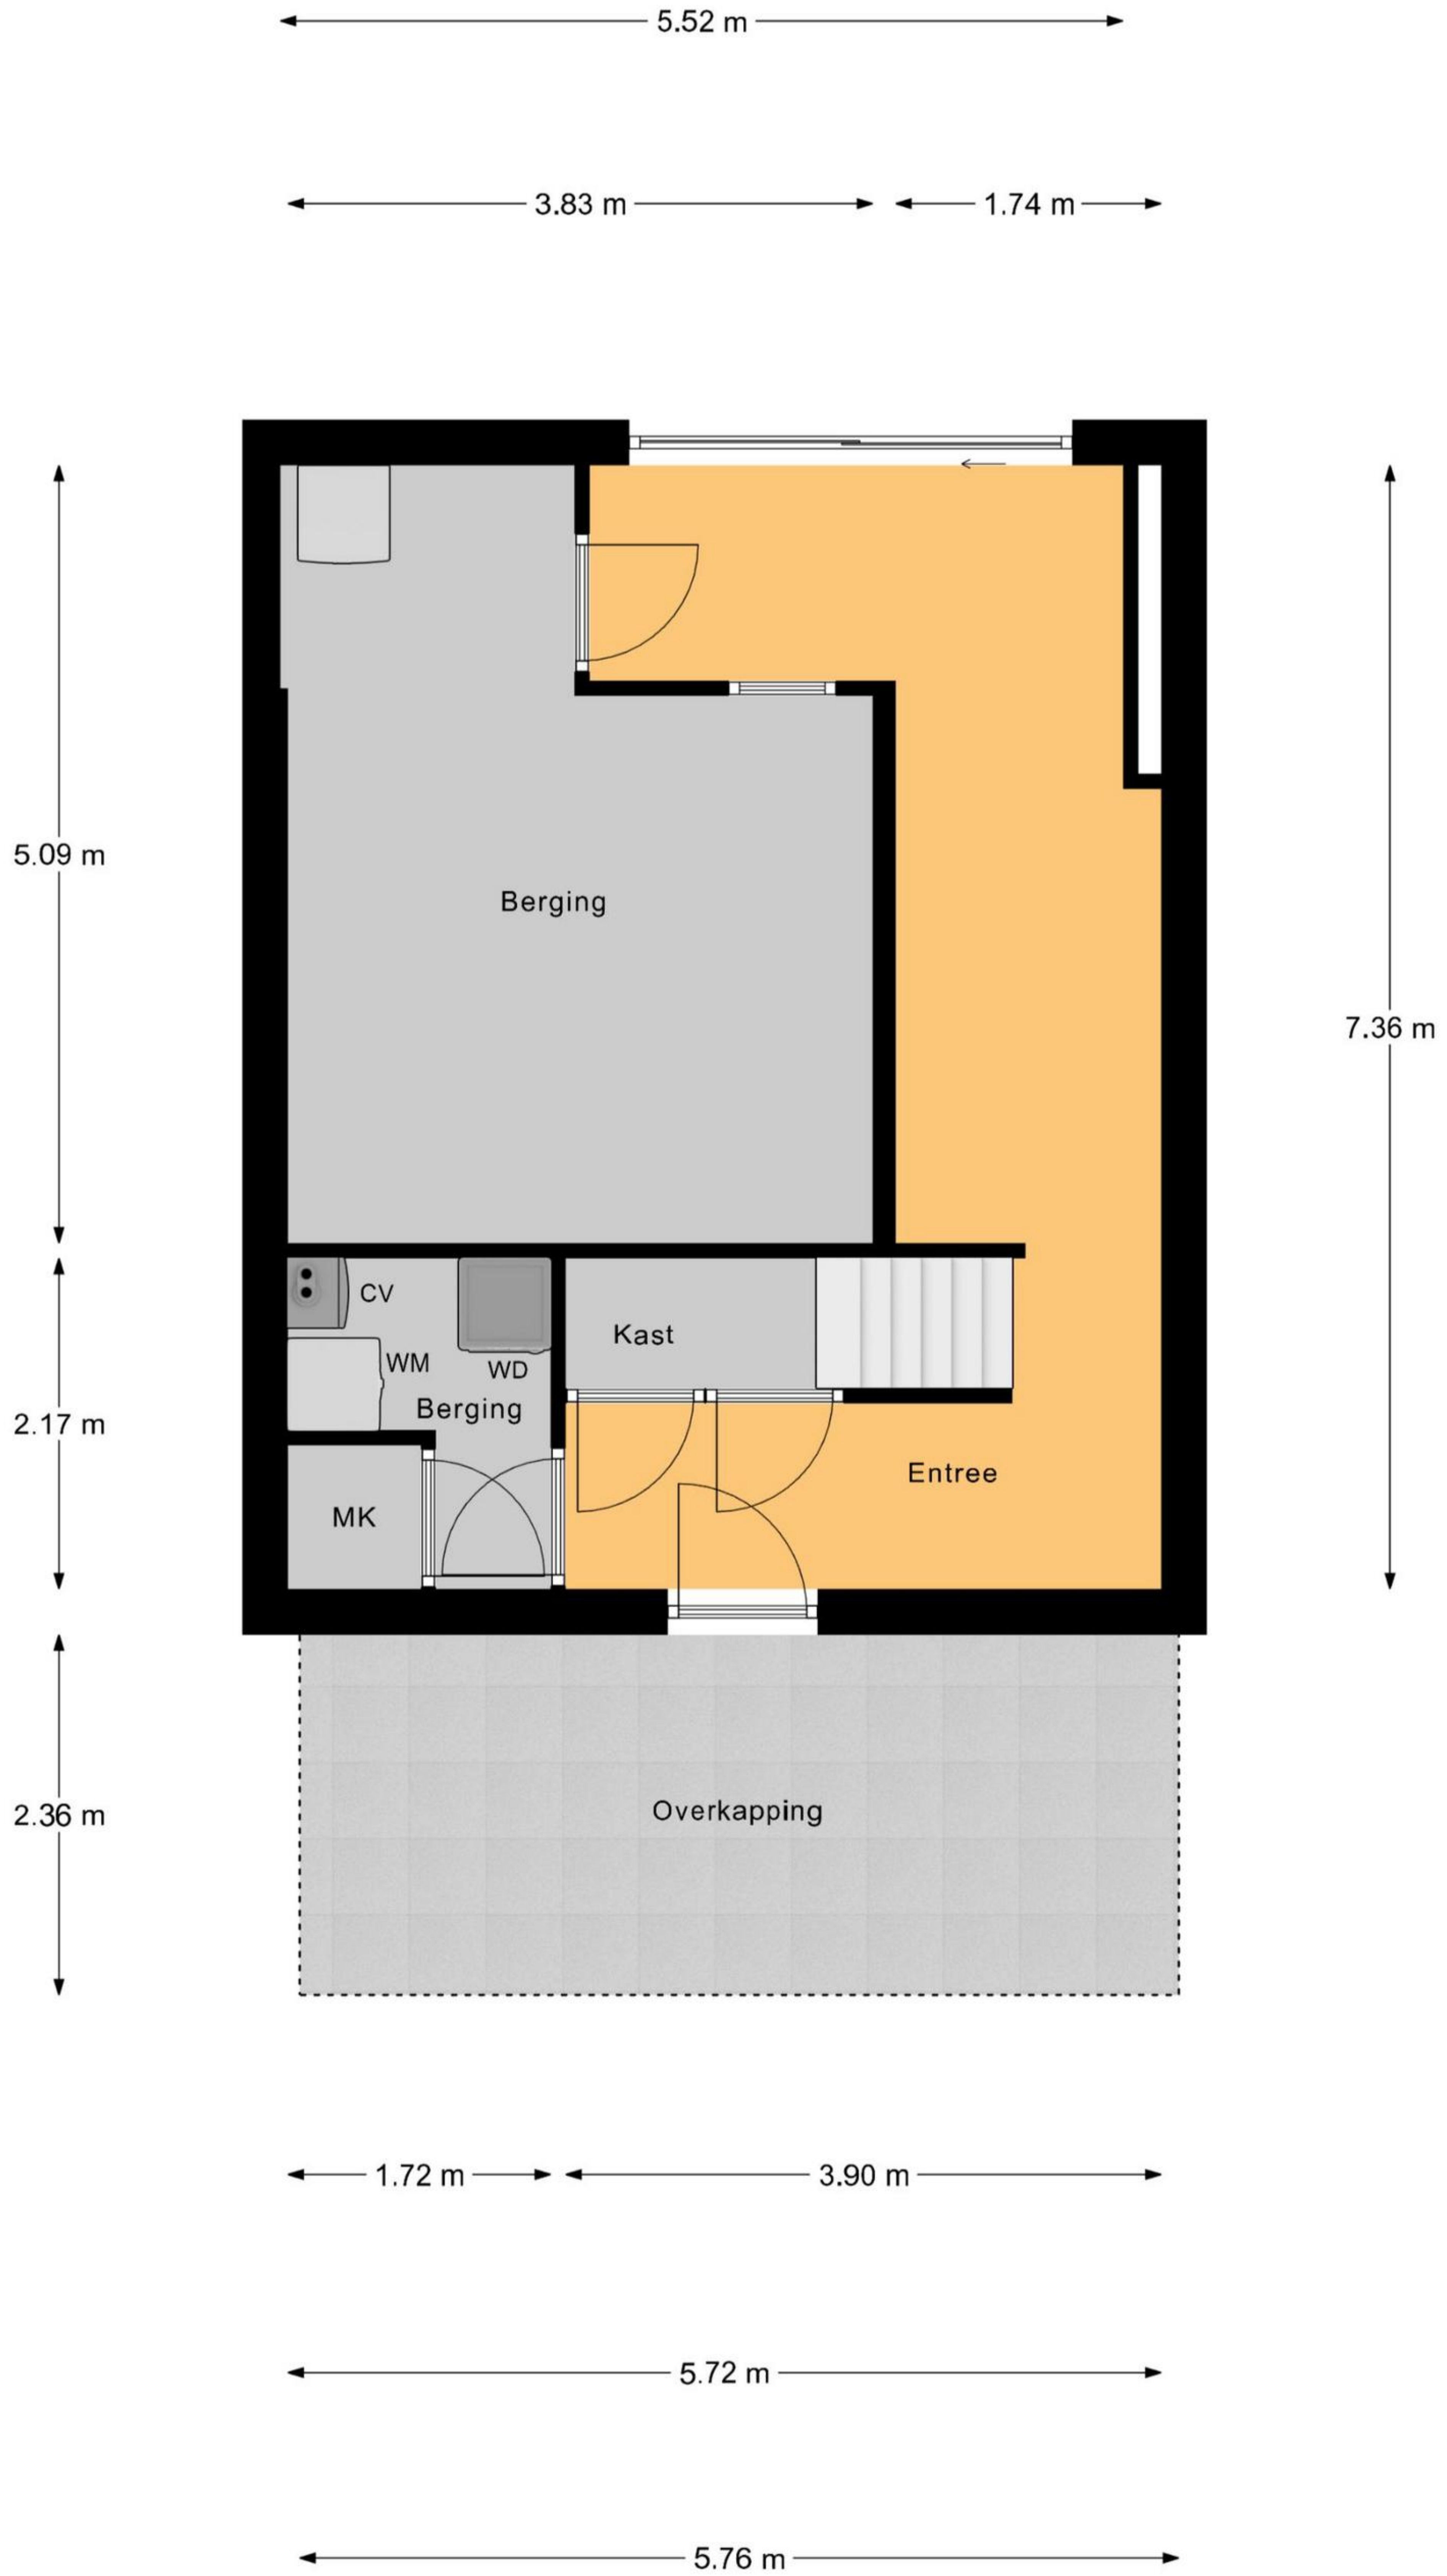 5.52 m
3.83 m
1.74 m
5.09 m
Berging
7.36 m
CV
WM
WD
Kast
Berging
2.17 m
Entree
MK
2.36 m
Overkapping
1.72 m
3.90 m
5.72 m
5.76 m